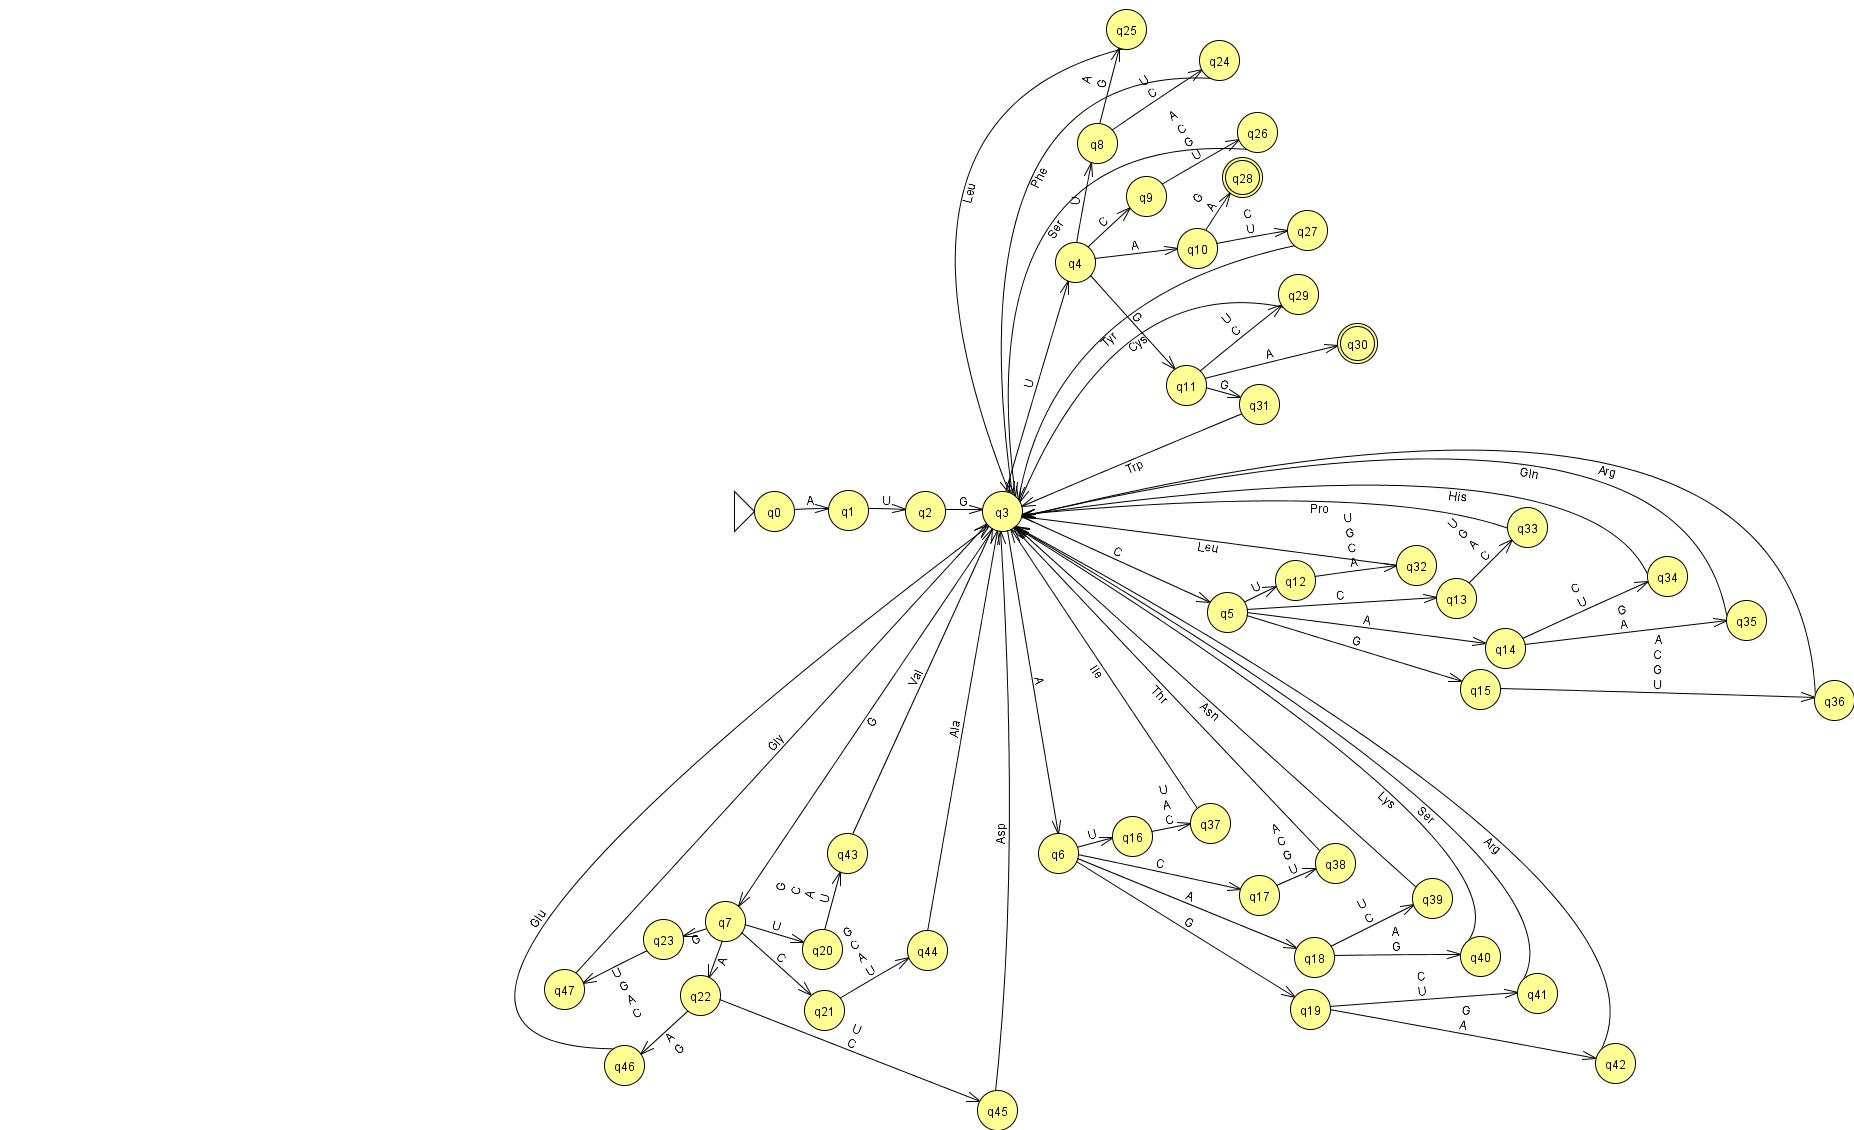 q25
q24
A
G
U
C
q8
A
C
G
U
q26
Leu
Phe
U
q9
G
A
q28
Ser
C
C
U
q27
q4
A
q10
q29
G
U
C
Tyr
Cys
A
q30
U
q11
G
q31
Trp
Arg
Gln
His
q0
A
q1
U
q2
G
q3
Pro
U
G
C
A
U
G
A
C
q33
Leu
C
q32
U
q12
q34
C
q13
C
U
q5
A
G
A
q35
G
q14
A
C
G
U
q15
q36
A
Ile
Thr
Asn
Val
G
Ala
Gly
U
A
C
q37
Lys
Ser
Asp
U
q16
A
C
G
U
q38
Arg
q43
q6
C
q17
G
C
A
U
A
U
C
q39
Glu
q7
U
G
A
G
q23
G
q20
G
C
A
U
q44
q18
q40
A
C
q47
U
G
A
C
q22
q21
C
U
q41
q19
G
A
U
C
A
G
q46
q42
q45